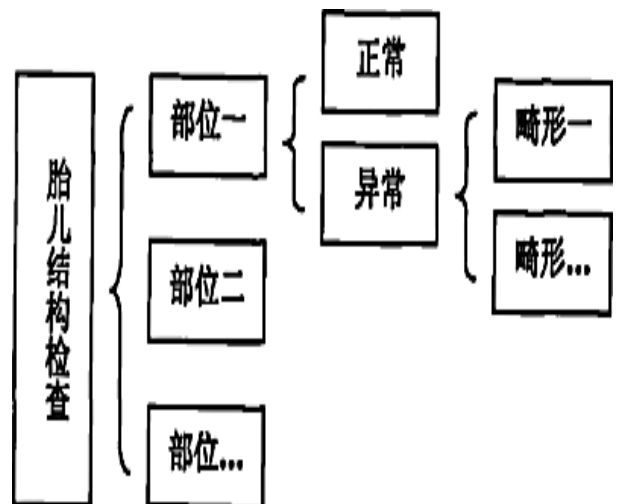 胎儿结构检查
部位一
部位二
部位...
正常
异常
畸形一
畸形...